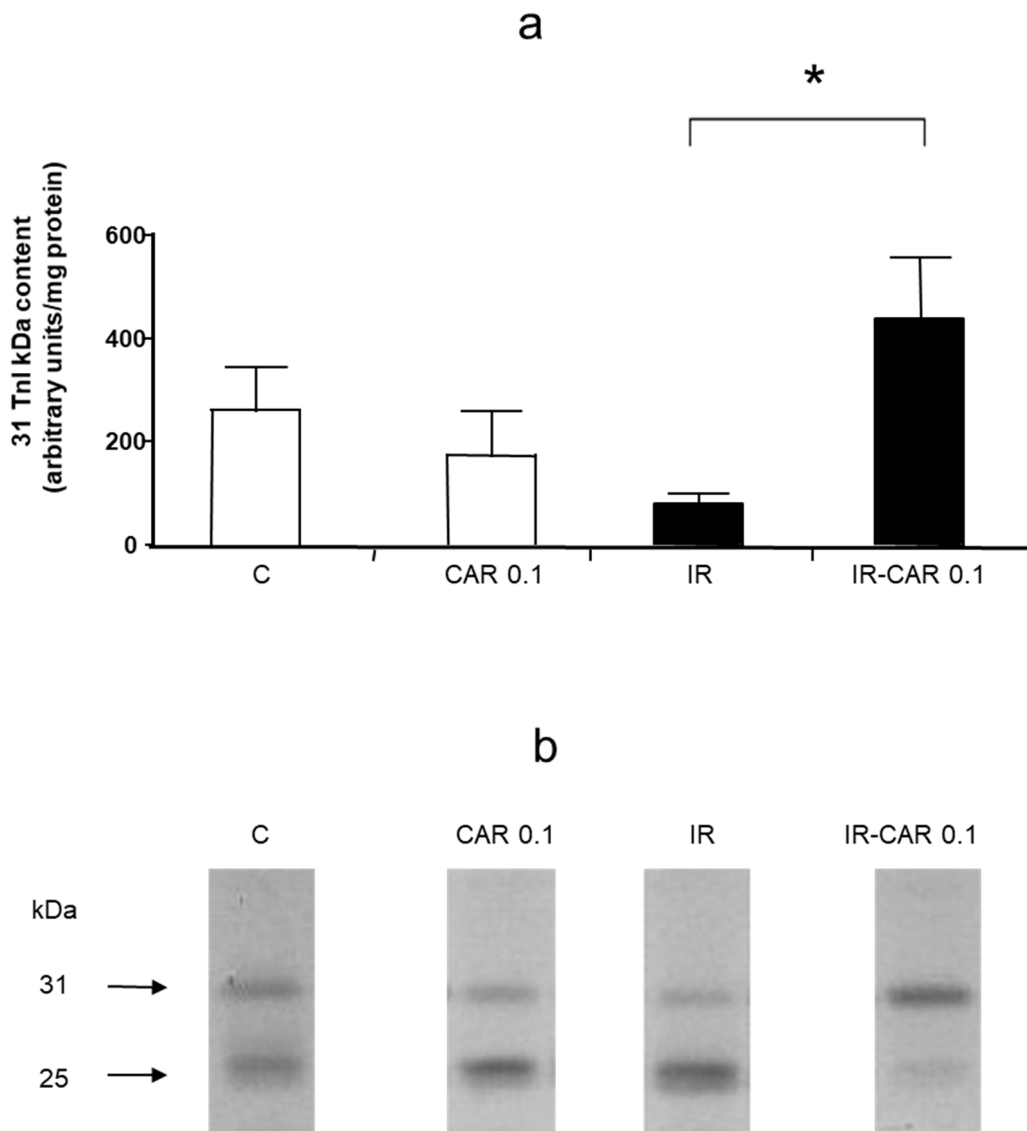 a
*
31 TnI kDa content
(arbitrary units/mg protein)
600
400
200
0
C CAR 0.1 IR IR-CAR 0.1
b
C CAR 0.1 IR IR-CAR 0.1
kDa
31
25